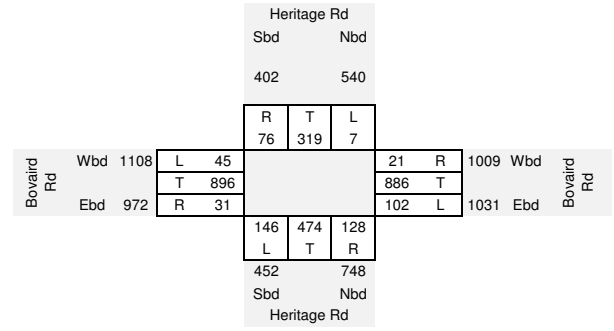 Heritage Rd
Sbd Nbd
402 540
R T L
76 319 7
Bovaird Rd Wbd 1108 L 45 21 R 1009 Wbd Bovaird Rd
T 896 886 T
Ebd 972 R 31 102 L 1031 Ebd
146 474 128
L T R
452 748
Sbd Nbd
Heritage Rd